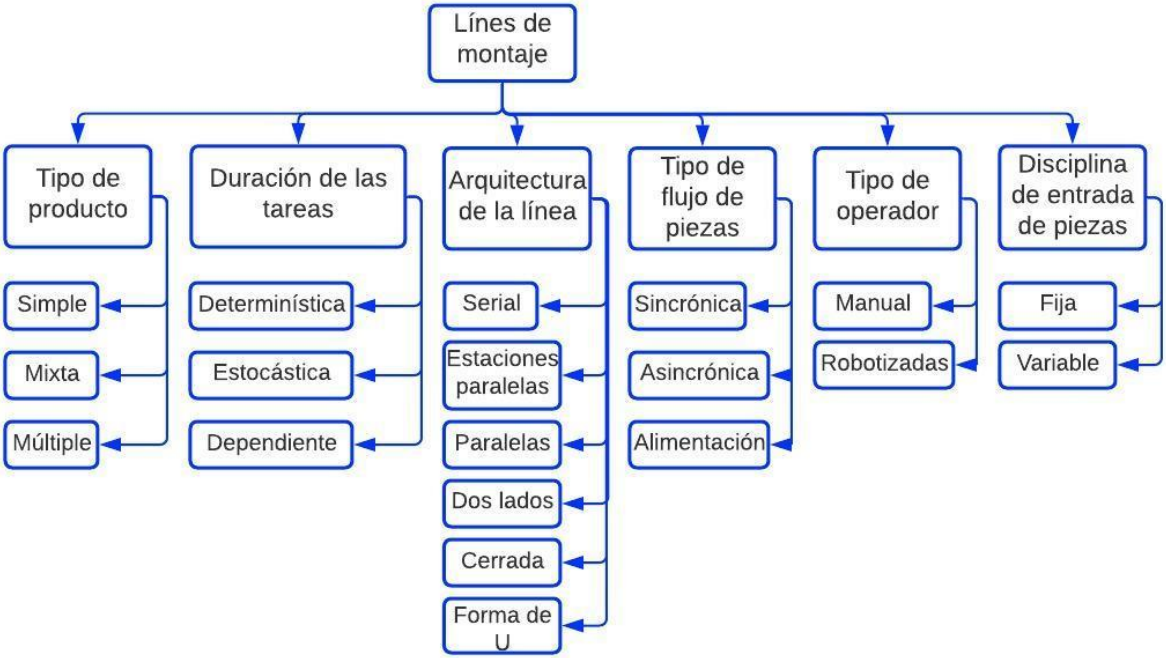 Línes de
montaje
Tipo de
producto
Simple
Mixta
Múltiple
Duración de las
tareas
Determinística
Estocástica
Dependiente
Arquitectura
de la línea
Serial
Estaciones
paralelas
Paralelas
Dos lados
Cerrada
Forma de
U
Tipo de
flujo de
piezas
Sincrónica
Asincrónica
Alimentación
Tipo de
operador
Manual
Robotizadas
Disciplina
de entrada
de piezas
Fija
Variable